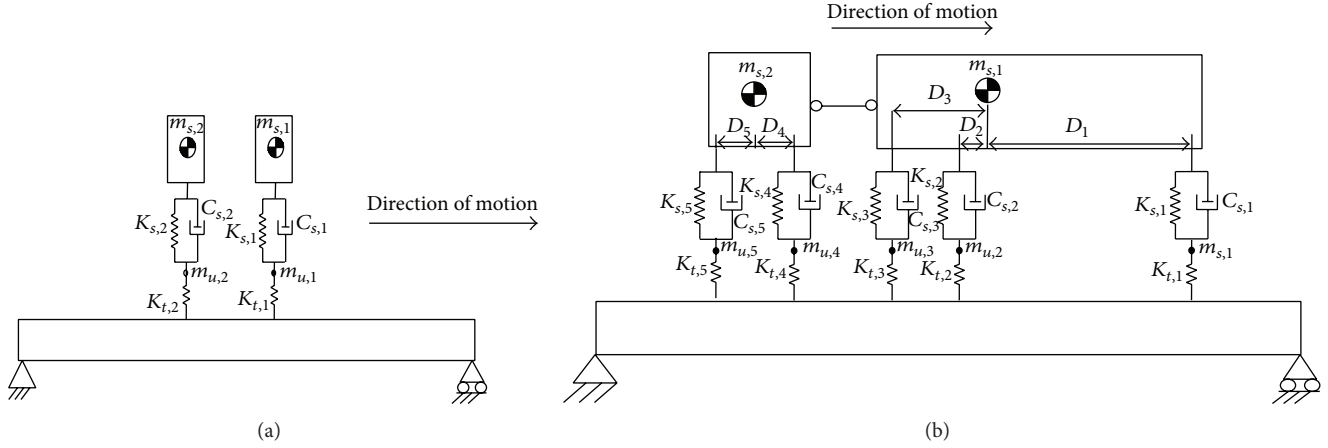 m_{s,2}
m_{s,1}
C_{s,2}
C_{s,1}
K_{s,2}
K_{s,1}
m_{u,2}
m_{u,1}
K_{t,2}
K_{t,1}
Direction of motion
(a)
Direction of motion
m_{s,2}
m_{s,1}
D_5
D_4
D_3
D_2
D_1
K_{s,5}
C_{s,5}
K_{s,4}
C_{s,4}
K_{s,3}
C_{s,3}
K_{s,2}
C_{s,2}
K_{s,1}
C_{s,1}
m_{u,5}
m_{u,4}
m_{u,3}
m_{u,2}
m_{s,1}
K_{t,5}
K_{t,4}
K_{t,3}
K_{t,2}
K_{t,1}
(b)